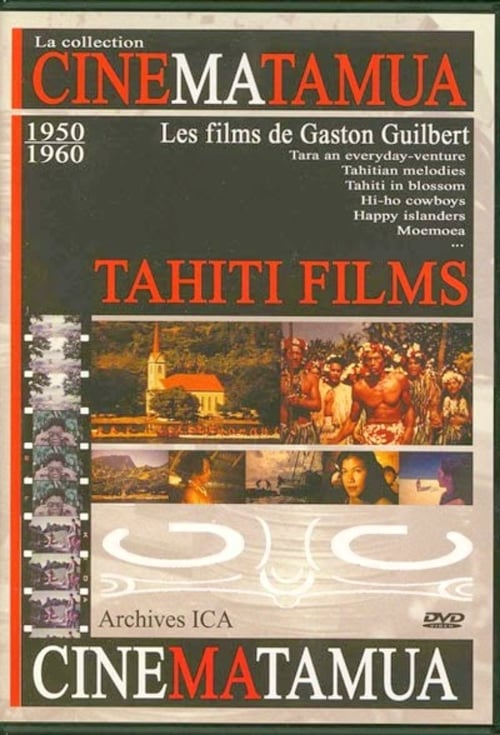 La collection
CINEMATAMUA
1950
1960
Les films de Gaston Guilbert
Tara an everyday-venture
Tahitian melodies
Tahiti in blossom
Hi-ho cowboys
Happy islanders
Moemoea
...
TAHITI FILMS
Archives ICA
DVD
VIDEO
CINEMATAMUA